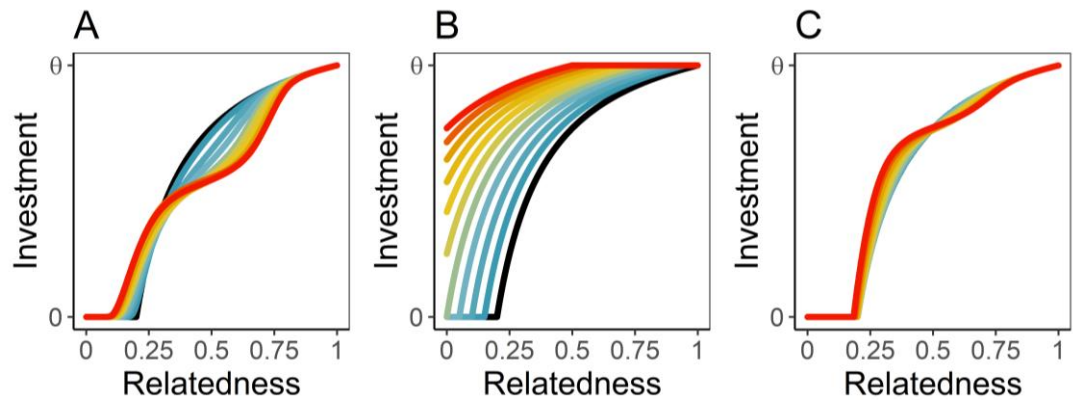 A
θ
0
Investment
0 0.25 0.5 0.75 1
Relatedness
B
θ
0
Investment
0 0.25 0.5 0.75 1
Relatedness
C
θ
0
Investment
0 0.25 0.5 0.75 1
Relatedness